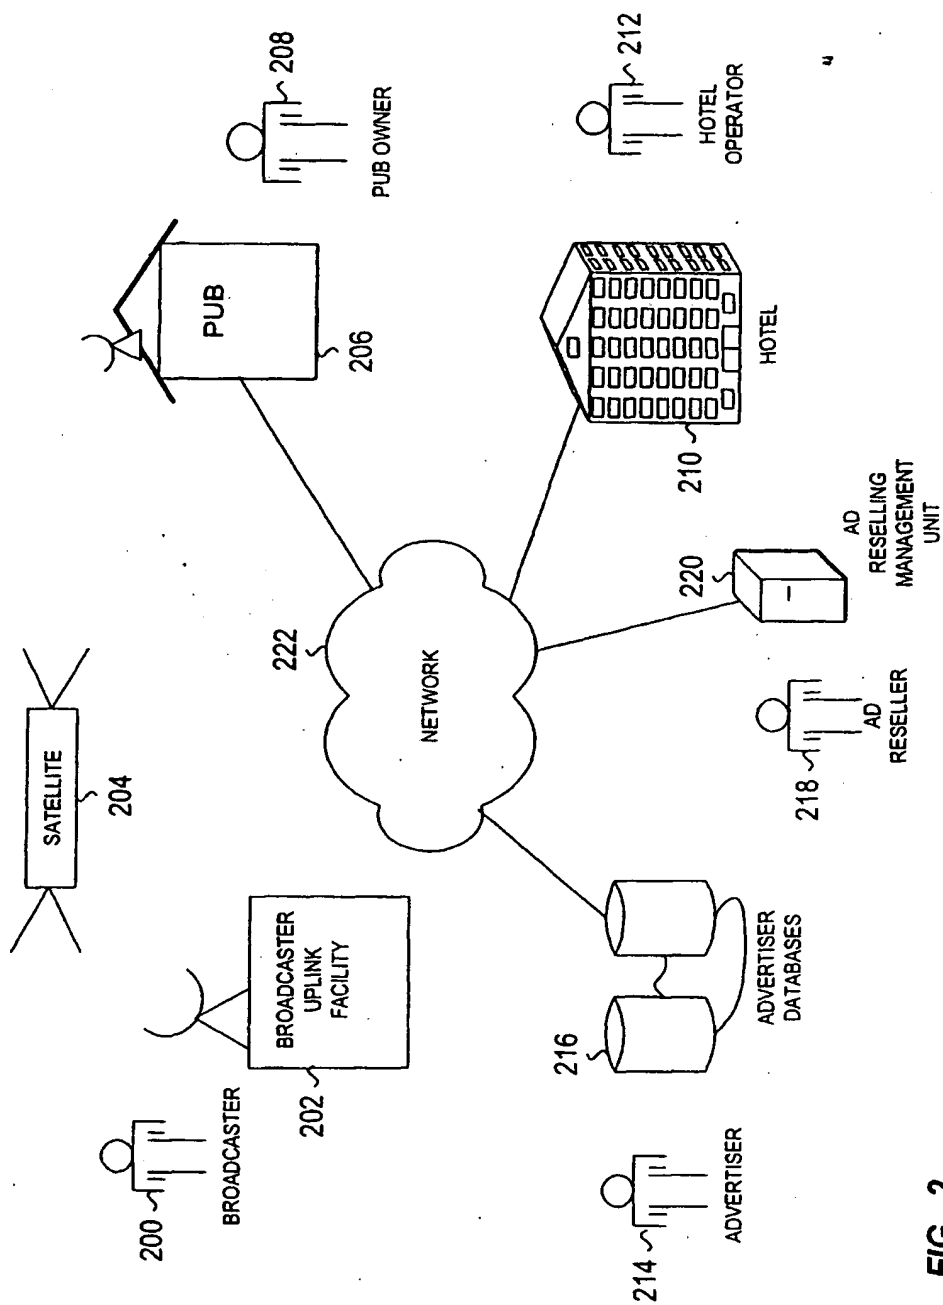 SATELLITE
204
200
BROADCASTER
BROADCASTER
UPLINK
FACILITY
202
222
NETWORK
PUB
206
208
PUB OWNER
214
ADVERTISER
216
ADVERTISER
DATABASES
218
AD
RESELLER
220
AD
RESELLING
MANAGEMENT
UNIT
210
HOTEL
212
HOTEL
OPERATOR
FIG. 2